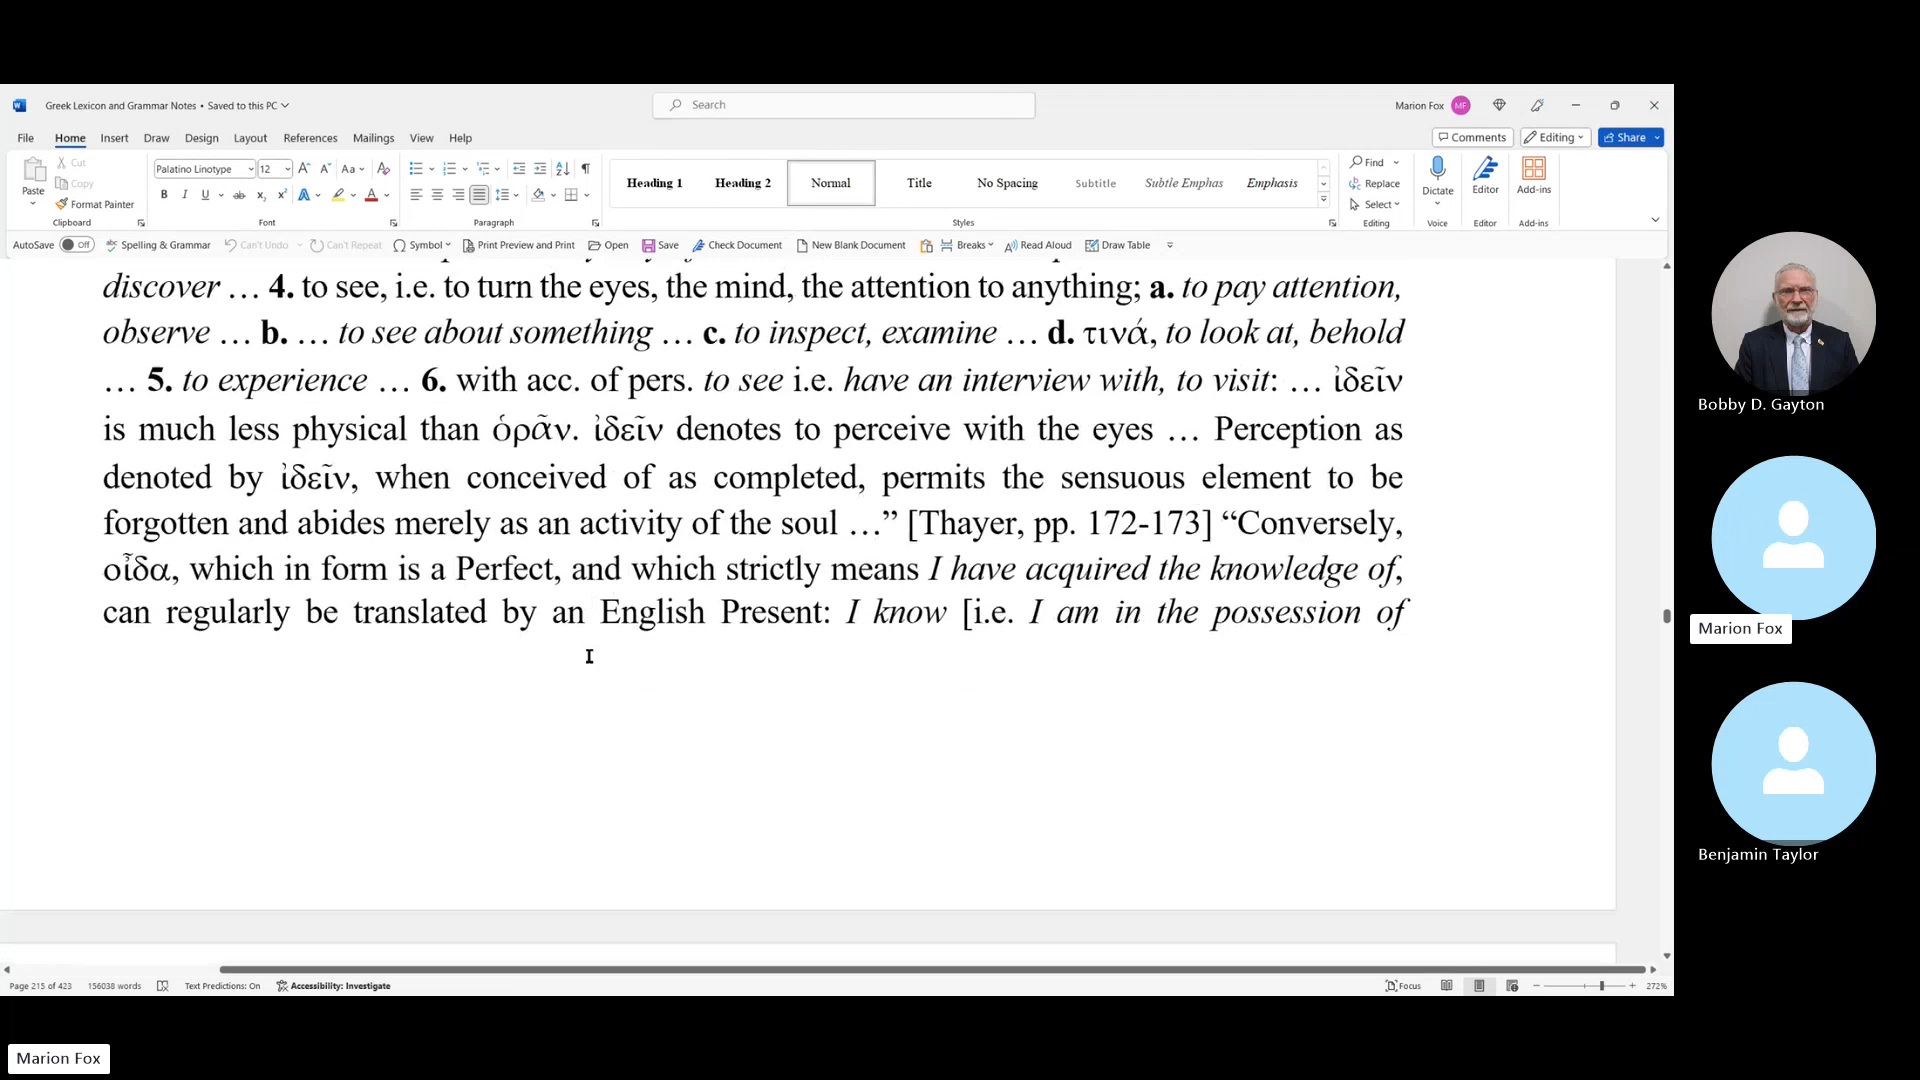 Greek Lexicon and Grammar Notes • Saved to this PC
Search
Marion Fox MF
File Home Insert Draw Design Layout References Mailings View Help
Comments Editing Share
Paste Cut Copy Format Painter
Palatino Linotype 12
Heading 1 Heading 2 Normal Title No Spacing Subtitle Subtle Emphas Emphasis
Find Replace Select
Dictate Editor Add-ins
Clipboard Font Paragraph Styles Editing Voice Editor Add-ins
AutoSave Off Spelling & Grammar Can't Undo Can't Repeat Symbol Print Preview and Print Open Save Check Document New Blank Document Breaks Read Aloud Draw Table
discover … 4. to see, i.e. to turn the eyes, the mind, the attention to anything; a. to pay attention,
observe … b. … to see about something … c. to inspect, examine … d. τινά, to look at, behold
… 5. to experience … 6. with acc. of pers. to see i.e. have an interview with, to visit: … ἰδεῖν
is much less physical than ὁρᾶν. ἰδεῖν denotes to perceive with the eyes … Perception as
denoted by ἰδεῖν, when conceived of as completed, permits the sensuous element to be
forgotten and abides merely as an activity of the soul …” [Thayer, pp. 172-173] “Conversely,
οἶδα, which in form is a Perfect, and which strictly means I have acquired the knowledge of,
can regularly be translated by an English Present: I know [i.e. I am in the possession of
Page 215 of 423 156038 words Text Predictions: On Accessibility: Investigate Focus 272%
Bobby D. Gayton
Marion Fox
Benjamin Taylor
Marion Fox